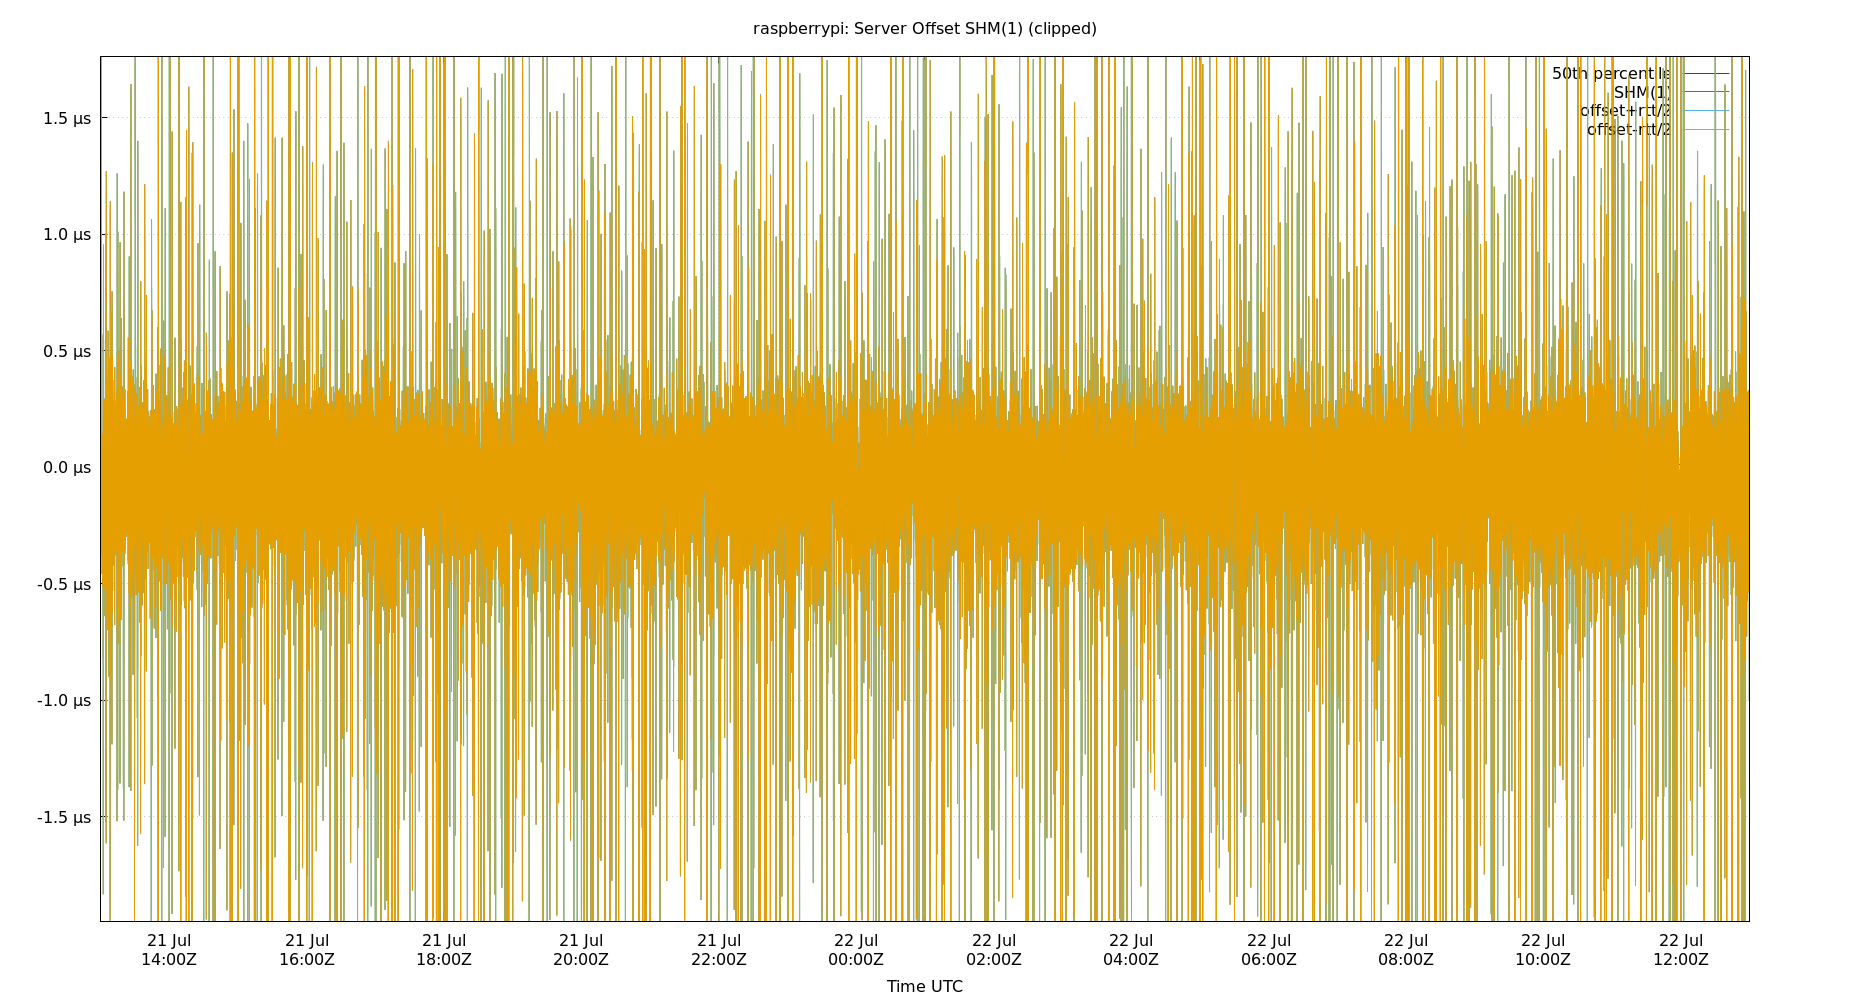 raspberrypi: Server Offset SHM(1) (clipped)
50th percentile
SHM(1)
offset+rtt/2
offset-rtt/2
1.5 µs
1.0 µs
0.5 µs
0.0 µs
-0.5 µs
-1.0 µs
-1.5 µs
21 Jul 21 Jul 21 Jul 21 Jul 21 Jul 22 Jul 22 Jul 22 Jul 22 Jul 22 Jul 22 Jul 22 Jul
14:00Z 16:00Z 18:00Z 20:00Z 22:00Z 00:00Z 02:00Z 04:00Z 06:00Z 08:00Z 10:00Z 12:00Z
Time UTC